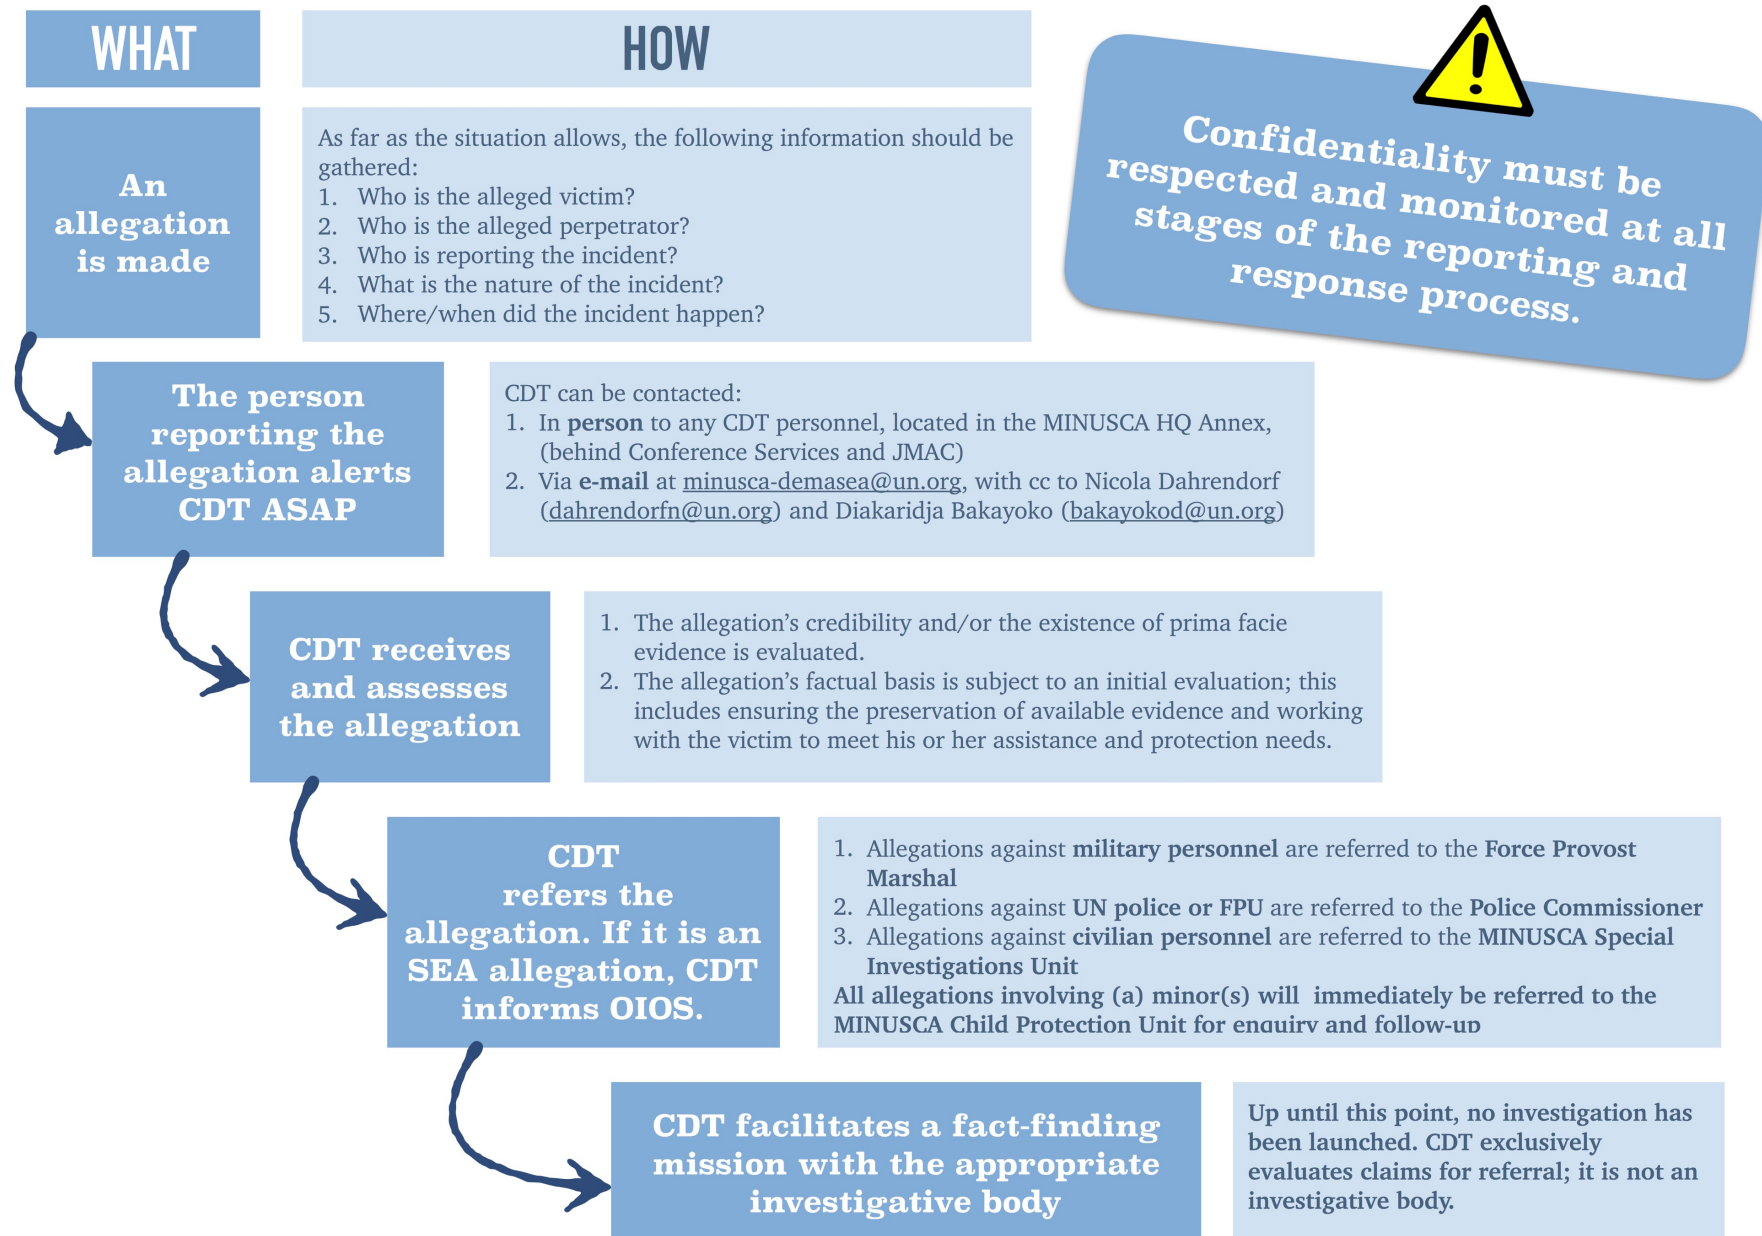 WHAT
HOW
An
allegation
is made
As far as the situation allows, the following information should be
gathered:
1. Who is the alleged victim?
2. Who is the alleged perpetrator?
3. Who is reporting the incident?
4. What is the nature of the incident?
5. Where/when did the incident happen?
Confidentiality must be
respected and monitored at all
stages of the reporting and
response process.
The person
reporting the
allegation alerts
CDT ASAP
CDT can be contacted:
1. In person to any CDT personnel, located in the MINUSCA HQ Annex,
(behind Conference Services and JMAC)
2. Via e-mail at minusca-demasea@un.org, with cc to Nicola Dahrendorf
(dahrendorfn@un.org) and Diakaridja Bakayoko (bakayokod@un.org)
CDT receives
and assesses
the allegation
1. The allegation’s credibility and/or the existence of prima facie
evidence is evaluated.
2. The allegation’s factual basis is subject to an initial evaluation; this
includes ensuring the preservation of available evidence and working
with the victim to meet his or her assistance and protection needs.
CDT
refers the
allegation. If it is an
SEA allegation, CDT
informs OIOS.
1. Allegations against military personnel are referred to the Force Provost
Marshal
2. Allegations against UN police or FPU are referred to the Police Commissioner
3. Allegations against civilian personnel are referred to the MINUSCA Special
Investigations Unit
All allegations involving (a) minor(s) will immediately be referred to the
MINUSCA Child Protection Unit for enquiry and follow-up
CDT facilitates a fact-finding
mission with the appropriate
investigative body
Up until this point, no investigation has
been launched. CDT exclusively
evaluates claims for referral; it is not an
investigative body.